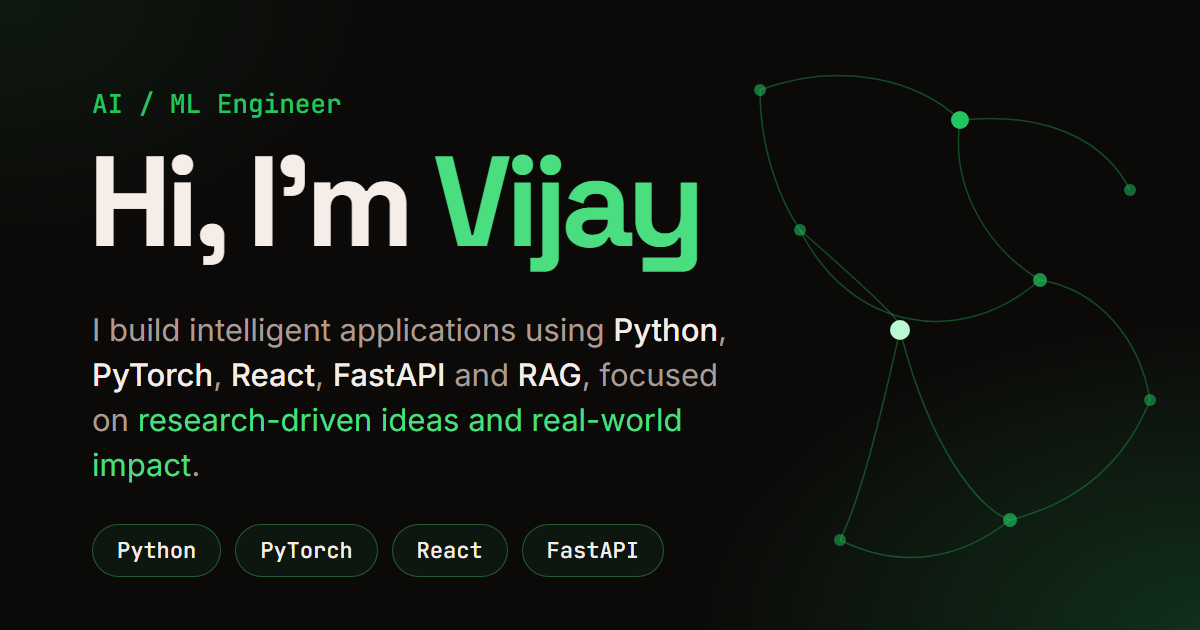 AI / ML Engineer
Hi, I’m Vijay
I build intelligent applications using Python,
PyTorch, React, FastAPI and RAG, focused
on research-driven ideas and real-world
impact.
Python PyTorch React FastAPI